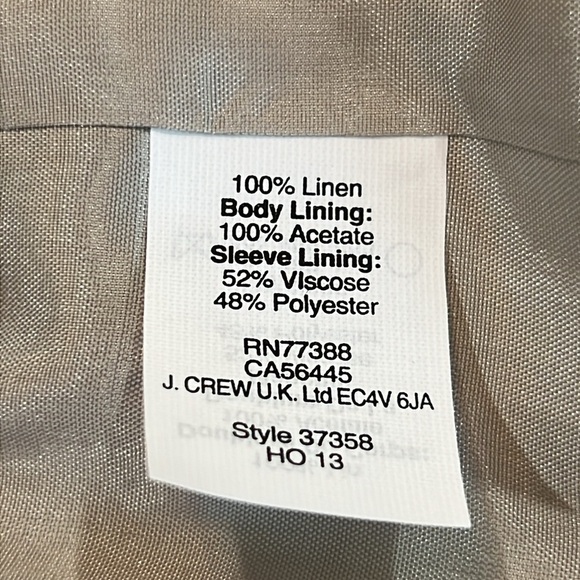 100% Linen
Body Lining:
100% Acetate
Sleeve Lining:
52% VIscose
48% Polyester
RN77388
CA56445
J. CREW U.K. Ltd EC4V 6JA
Style 37358
HO 13